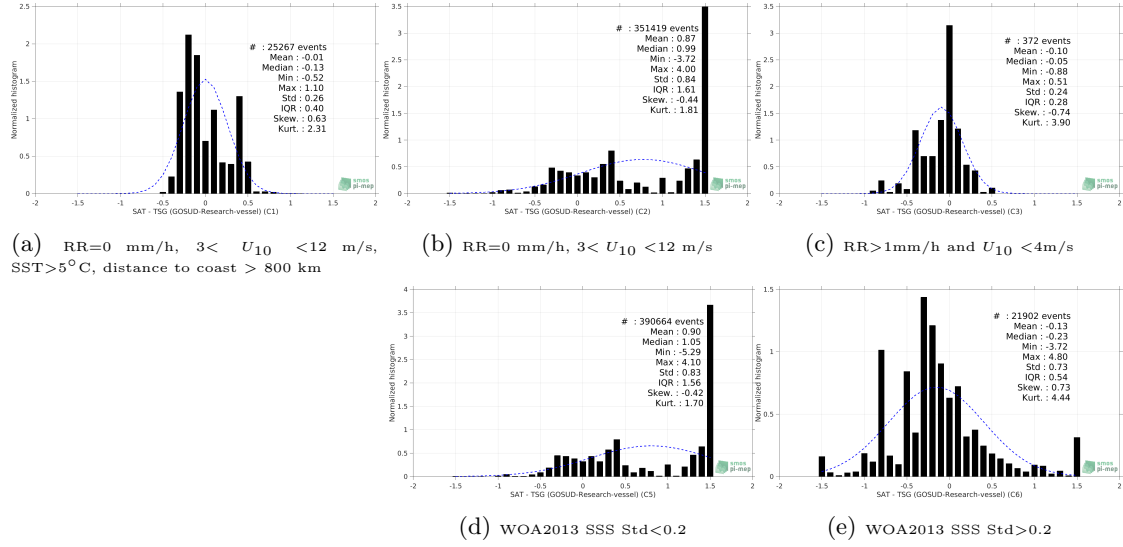 3.5
3
2.5
2
1.5
1
0.5
0
Normalized histogram
# : 25267 events
Mean : -0.01
Median : -0.13
Min : -0.52
Max : 1.10
Std : 0.26
IQR : 0.40
Skew. : 0.63
Kurt. : 2.31
smos
pi-mep
-2 -1.5 -1 -0.5 0 0.5 1 1.5 2
SAT - TSG (GOSUD-Research-vessel) (C1)
(a) RR=0 mm/h, 3< U10 <12 m/s,
SST>5°C, distance to coast > 800 km
3.5
3
2.5
2
1.5
1
0.5
0
Normalized histogram
# : 351419 events
Mean : 0.87
Median : 0.99
Min : -3.72
Max : 4.00
Std : 0.84
IQR : 1.61
Skew. : -0.44
Kurt. : 1.81
smos
pi-mep
-2 -1.5 -1 -0.5 0 0.5 1 1.5 2
SAT - TSG (GOSUD-Research-vessel) (C2)
(b) RR=0 mm/h, 3< U10 <12 m/s
3.5
3
2.5
2
1.5
1
0.5
0
Normalized histogram
# : 372 events
Mean : -0.10
Median : -0.05
Min : -0.88
Max : 0.51
Std : 0.24
IQR : 0.28
Skew. : -0.74
Kurt. : 3.90
smos
pi-mep
-2 -1.5 -1 -0.5 0 0.5 1 1.5 2
SAT - TSG (GOSUD-Research-vessel) (C3)
(c) RR>1mm/h and U10 <4m/s
4
3.5
3
2.5
2
1.5
1
0.5
0
Normalized histogram
# : 390664 events
Mean : 0.90
Median : 1.05
Min : -5.29
Max : 4.10
Std : 0.83
IQR : 1.56
Skew. : -0.42
Kurt. : 1.70
smos
pi-mep
-2 -1.5 -1 -0.5 0 0.5 1 1.5 2
SAT - TSG (GOSUD-Research-vessel) (C5)
(d) WOA2013 SSS Std<0.2
1.5
1
0.5
0
Normalized histogram
# : 21902 events
Mean : -0.13
Median : -0.23
Min : -3.72
Max : 4.80
Std : 0.73
IQR : 0.54
Skew. : 0.73
Kurt. : 4.44
smos
pi-mep
-2 -1.5 -1 -0.5 0 0.5 1 1.5 2
SAT - TSG (GOSUD-Research-vessel) (C6)
(e) WOA2013 SSS Std>0.2